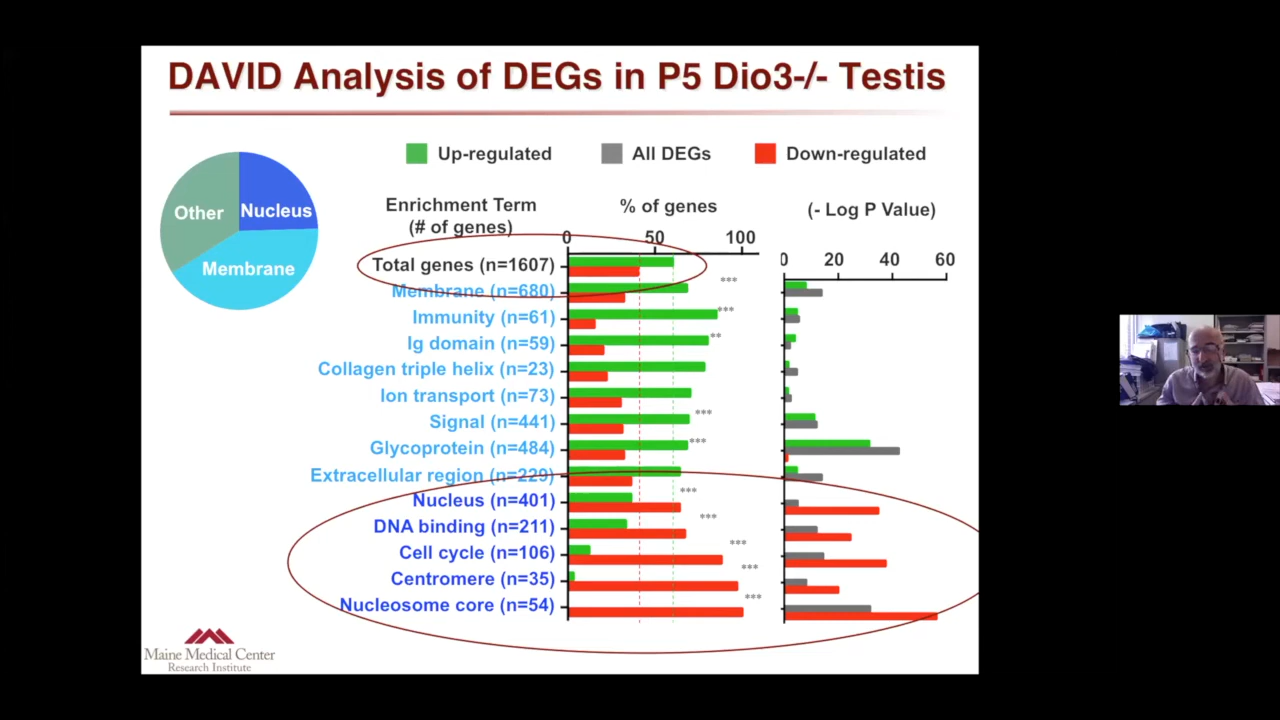 DAVID Analysis of DEGs in P5 Dio3-/- Testis
Up-regulated
All DEGs
Down-regulated
Other
Nucleus
Membrane
Enrichment Term
(# of genes)
% of genes
(- Log P Value)
0 50 100
0 20 40 60
Total genes (n=1607)
Membrane (n=680) ***
Immunity (n=61) ***
Ig domain (n=59) **
Collagen triple helix (n=23)
Ion transport (n=73)
Signal (n=441) ***
Glycoprotein (n=484) ***
Extracellular region (n=229)
Nucleus (n=401) ***
DNA binding (n=211) ***
Cell cycle (n=106) ***
Centromere (n=35) ***
Nucleosome core (n=54) ***
Maine Medical Center
Research Institute